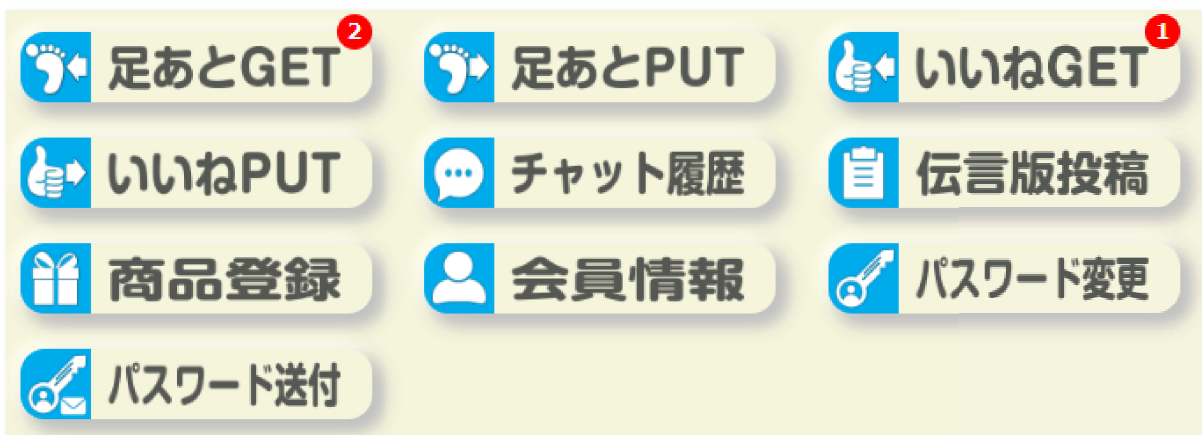 足あとGET 2
足あとPUT
いいねGET 1
いいねPUT
チャット履歴
伝言版投稿
商品登録
会員情報
パスワード変更
パスワード送付